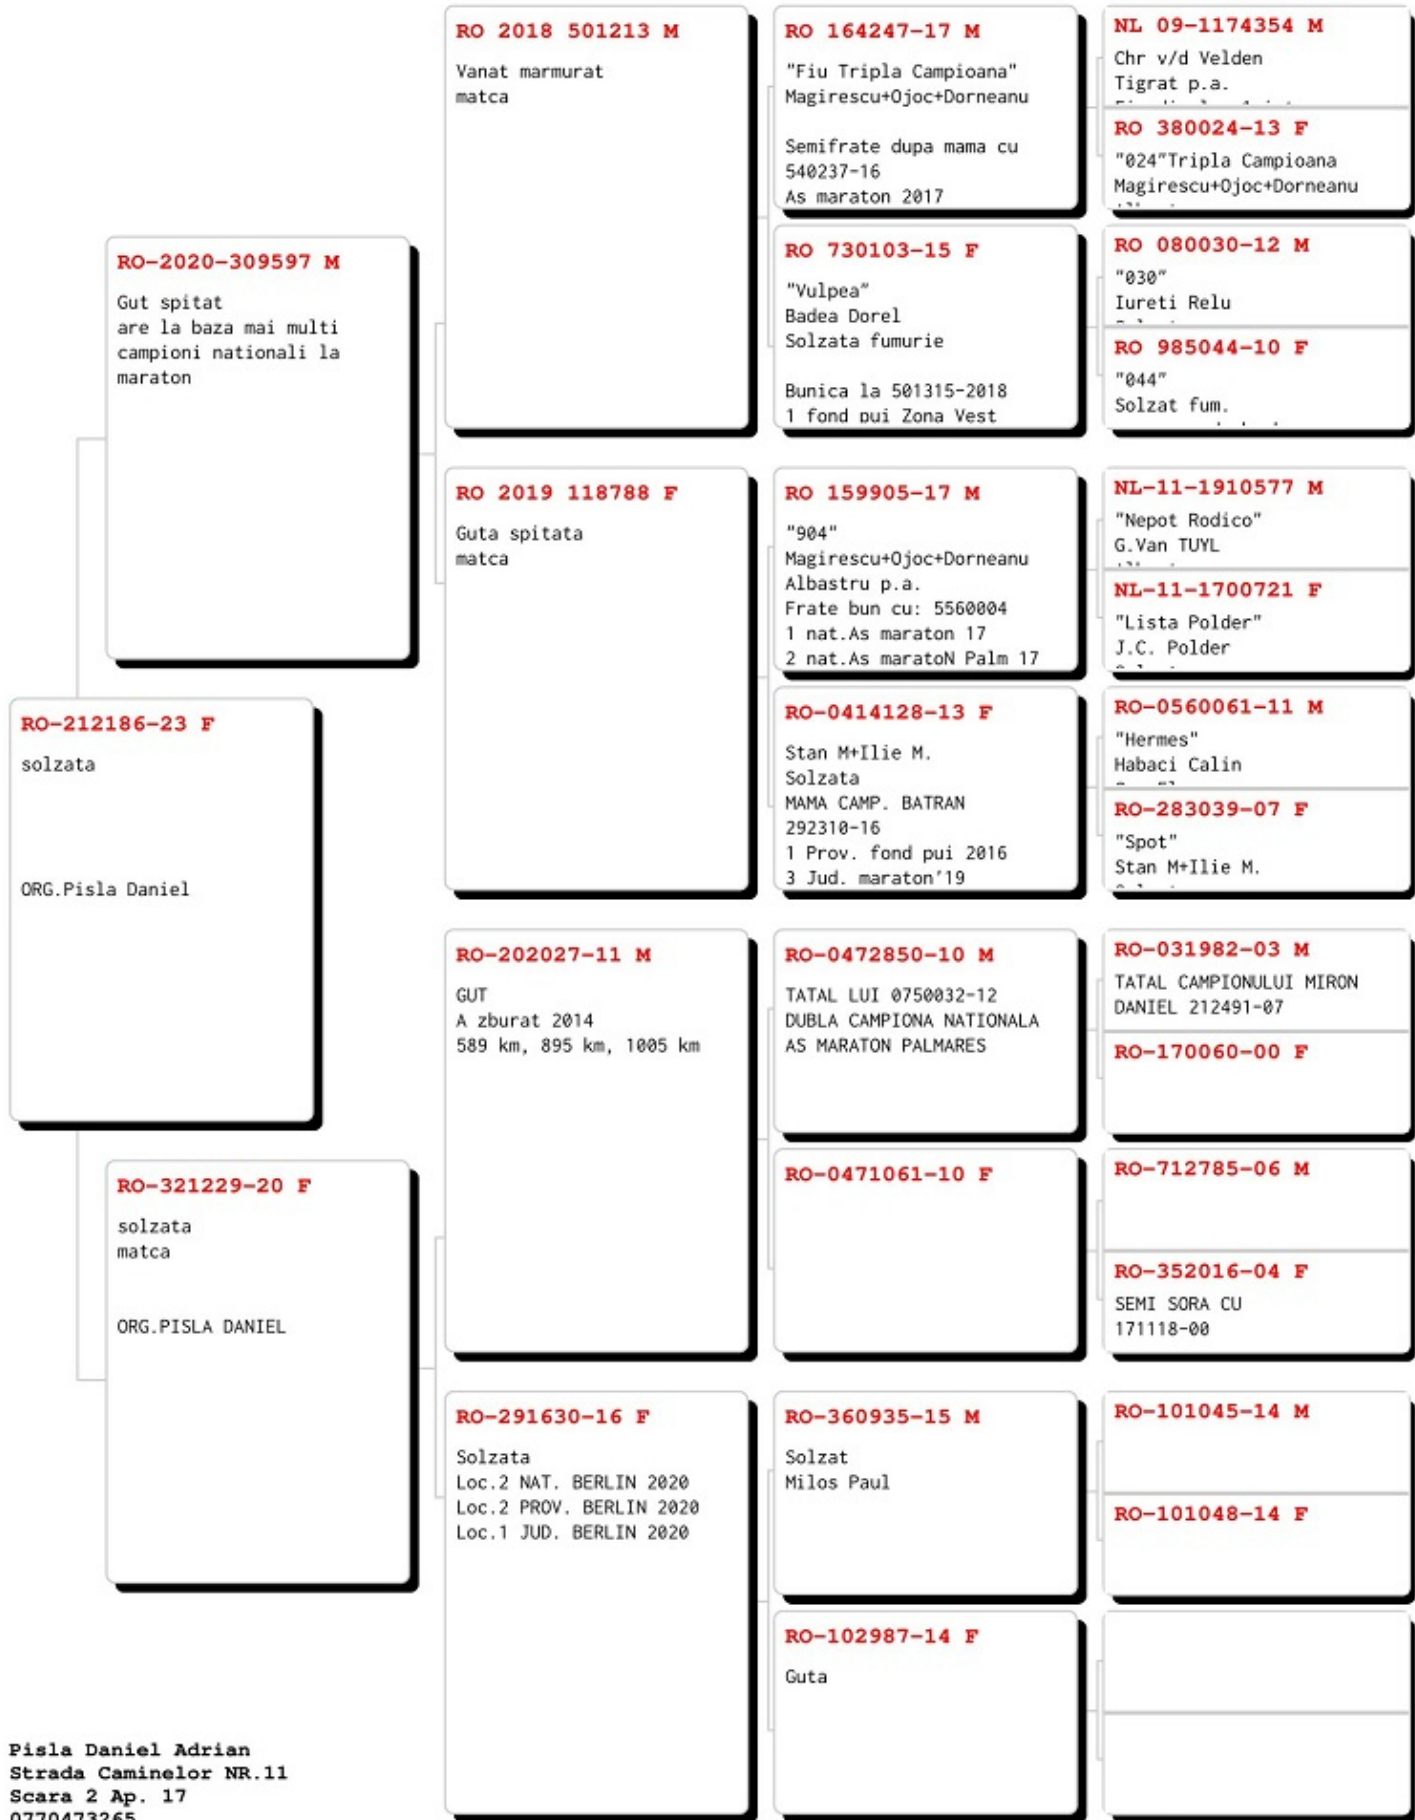 RO 2018 501213 M
Vanat marmurat
matca
RO 164247-17 M
"Fiu Tripla Campioana"
Magirescu+Ojoc+Dorneanu
Semifrate dupa mama cu
540237-16
As maraton 2017
NL 09-1174354 M
Chr v/d Velden
Tigrat p.a.
RO 380024-13 F
"024"Tripla Campioana
Magirescu+Ojoc+Dorneanu
RO 730103-15 F
"Vulpea"
Badea Dorel
Solzata fumurie
Bunica la 501315-2018
1 fond pui Zona Vest
RO 080030-12 M
"030"
Iureti Relu
RO 985044-10 F
"044"
Solzat fum.
RO-2020-309597 M
Gut spitat
are la baza mai multi
campioni nationali la
maraton
RO 2019 118788 F
Guta spitata
matca
RO 159905-17 M
"904"
Magirescu+Ojoc+Dorneanu
Albastru p.a.
Frate bun cu: 5560004
1 nat.As maraton 17
2 nat.As maratoN Palm 17
NL-11-1910577 M
"Nepot Rodico"
G.Van TUYL
NL-11-1700721 F
"Lista Polder"
J.C. Polder
RO-0414128-13 F
Stan M+Ilie M.
Solzata
MAMA CAMP. BATRAN
292310-16
1 Prov. fond pui 2016
3 Jud. maraton'19
RO-0560061-11 M
"Hermes"
Habaci Calin
RO-283039-07 F
"Spot"
Stan M+Ilie M.
RO-212186-23 F
solzata
ORG.Pisla Daniel
RO-202027-11 M
GUT
A zburat 2014
589 km, 895 km, 1005 km
RO-0472850-10 M
TATAL LUI 0750032-12
DUBLA CAMPIONA NATIONALA
AS MARATON PALMARES
RO-031982-03 M
TATAL CAMPIONULUI MIRON
DANIEL 212491-07
RO-170060-00 F
RO-0471061-10 F
RO-712785-06 M
RO-352016-04 F
SEMI SORA CU
171118-00
RO-321229-20 F
solzata
matca
ORG.PISLA DANIEL
RO-291630-16 F
Solzata
Loc.2 NAT. BERLIN 2020
Loc.2 PROV. BERLIN 2020
Loc.1 JUD. BERLIN 2020
RO-360935-15 M
Solzat
Milos Paul
RO-101045-14 M
RO-101048-14 F
RO-102987-14 F
Guta
Pisla Daniel Adrian
Strada Caminelor NR.11
Scara 2 Ap. 17
0770473265